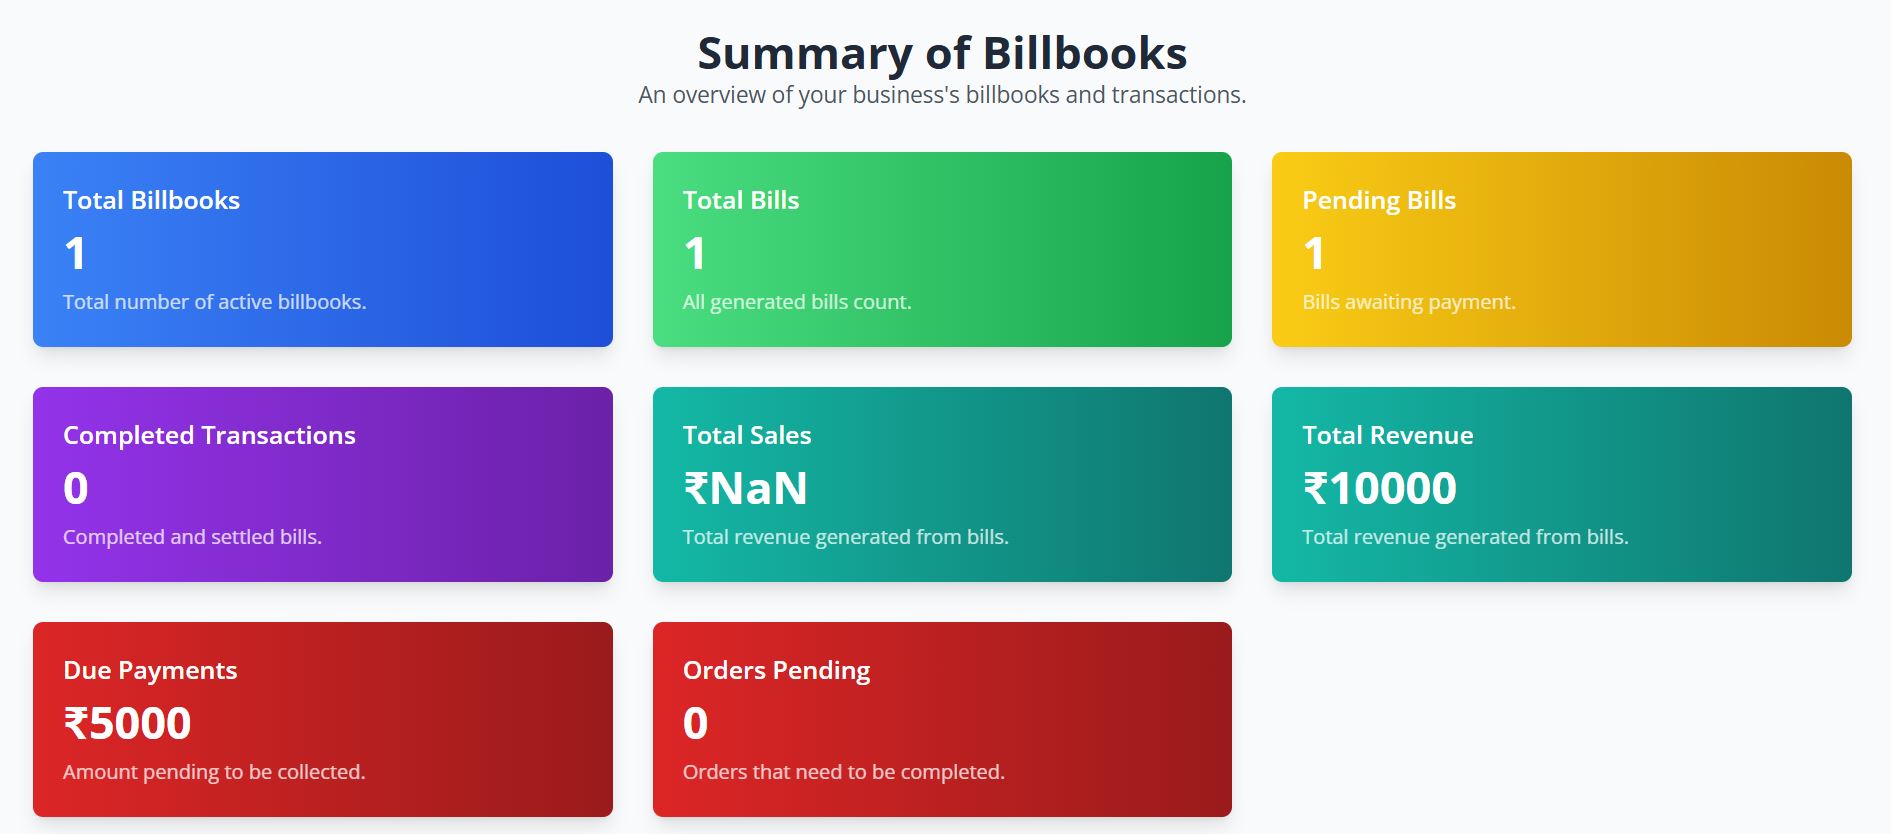 Summary of Billbooks
An overview of your business's billbooks and transactions.
Total Billbooks
1
Total number of active billbooks.
Total Bills
1
All generated bills count.
Pending Bills
1
Bills awaiting payment.
Completed Transactions
0
Completed and settled bills.
Total Sales
₹NaN
Total revenue generated from bills.
Total Revenue
₹10000
Total revenue generated from bills.
Due Payments
₹5000
Amount pending to be collected.
Orders Pending
0
Orders that need to be completed.